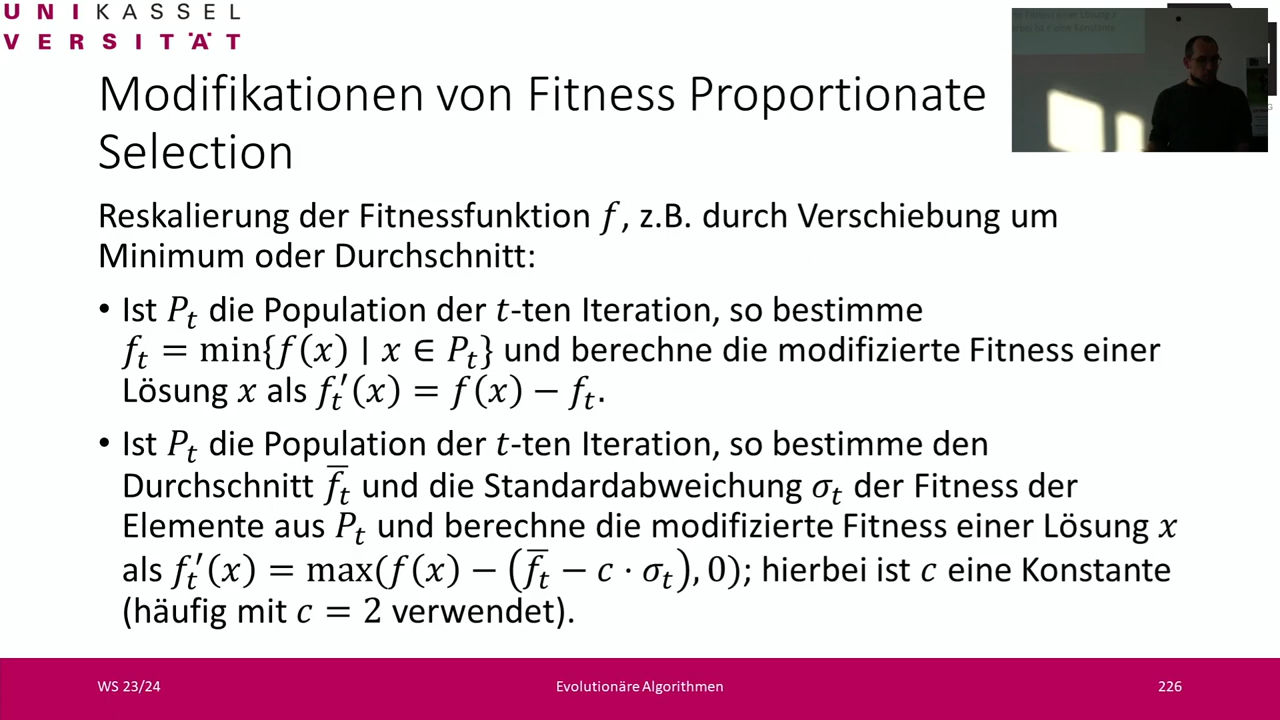 UNIKASSEL
VERSITÄT
Modifikationen von Fitness Proportionate
Selection
Reskalierung der Fitnessfunktion f, z.B. durch Verschiebung um
Minimum oder Durchschnitt:
• Ist P_t die Population der t-ten Iteration, so bestimme
f_t = min{f(x) | x ∈ P_t} und berechne die modifizierte Fitness einer
Lösung x als f_t′(x) = f(x) − f_t.
• Ist P_t die Population der t-ten Iteration, so bestimme den
Durchschnitt f̅_t und die Standardabweichung σ_t der Fitness der
Elemente aus P_t und berechne die modifizierte Fitness einer Lösung x
als f_t′(x) = max(f(x) − (f̅_t − c · σ_t), 0); hierbei ist c eine Konstante
(häufig mit c = 2 verwendet).
WS 23/24
Evolutionäre Algorithmen
226